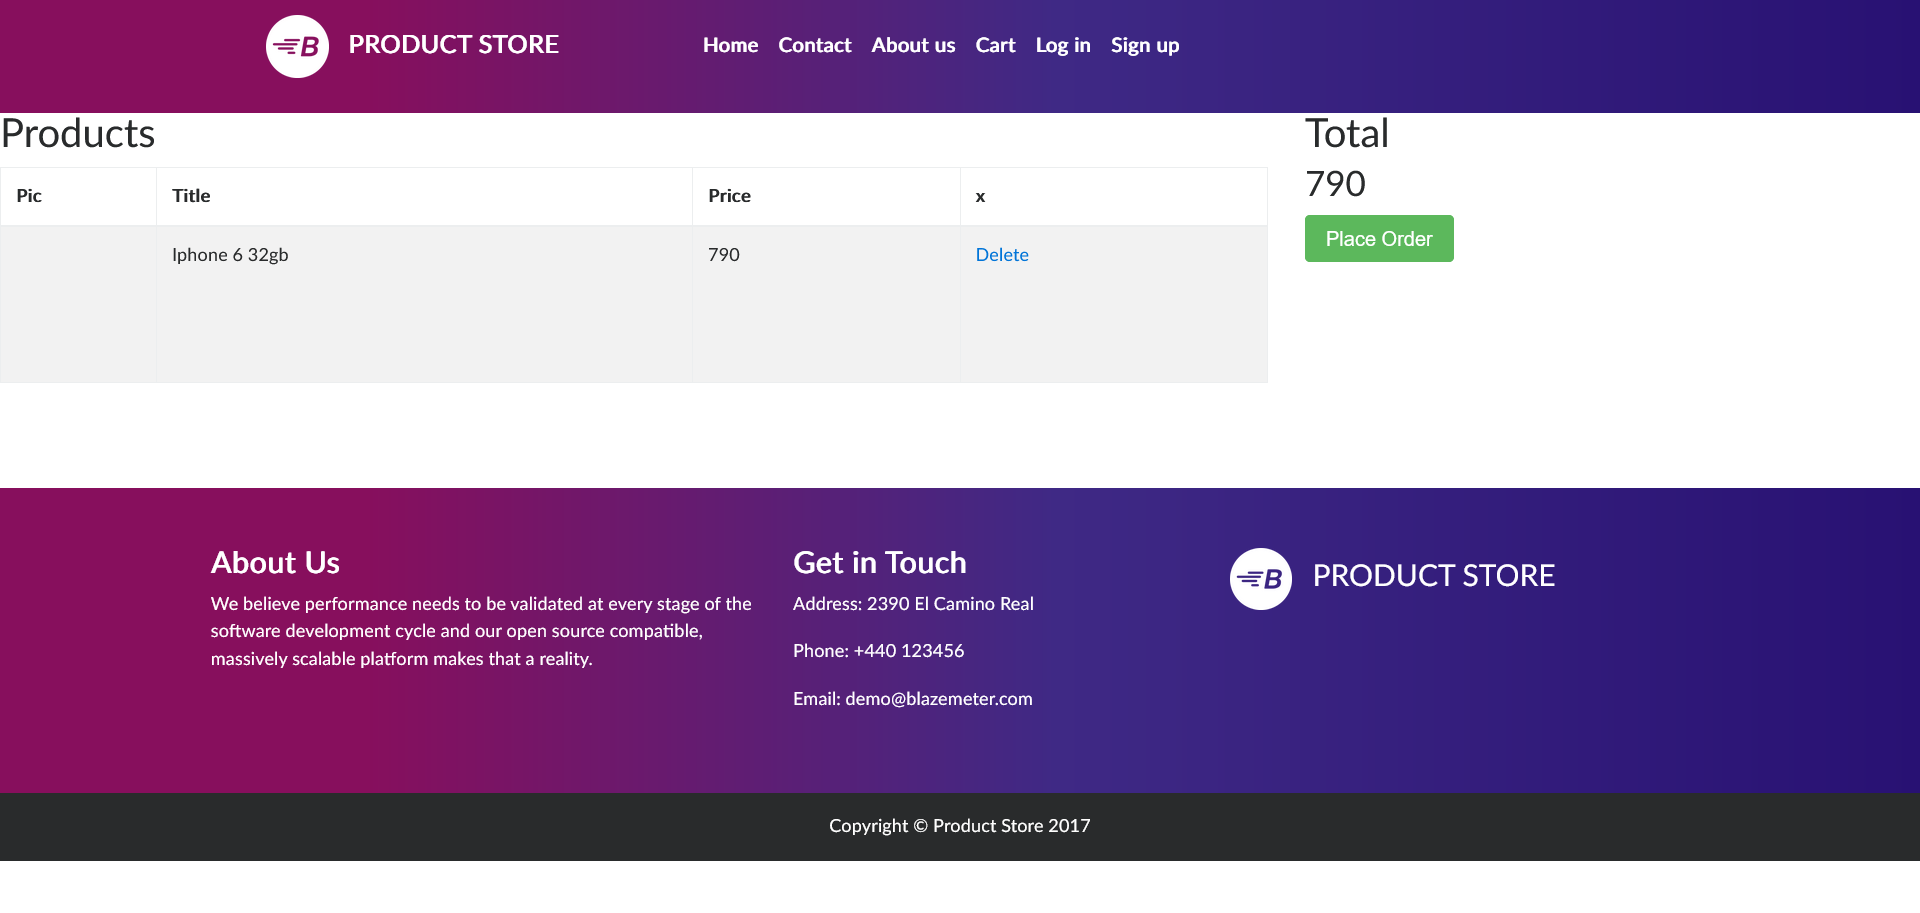 B PRODUCT STORE Home Contact About us Cart Log in Sign up
Products
Total
790
Place Order
Pic Title Price x
Iphone 6 32gb 790 Delete
About Us
We believe performance needs to be validated at every stage of the
software development cycle and our open source compatible,
massively scalable platform makes that a reality.
Get in Touch
Address: 2390 El Camino Real
Phone: +440 123456
Email: demo@blazemeter.com
B PRODUCT STORE
Copyright © Product Store 2017